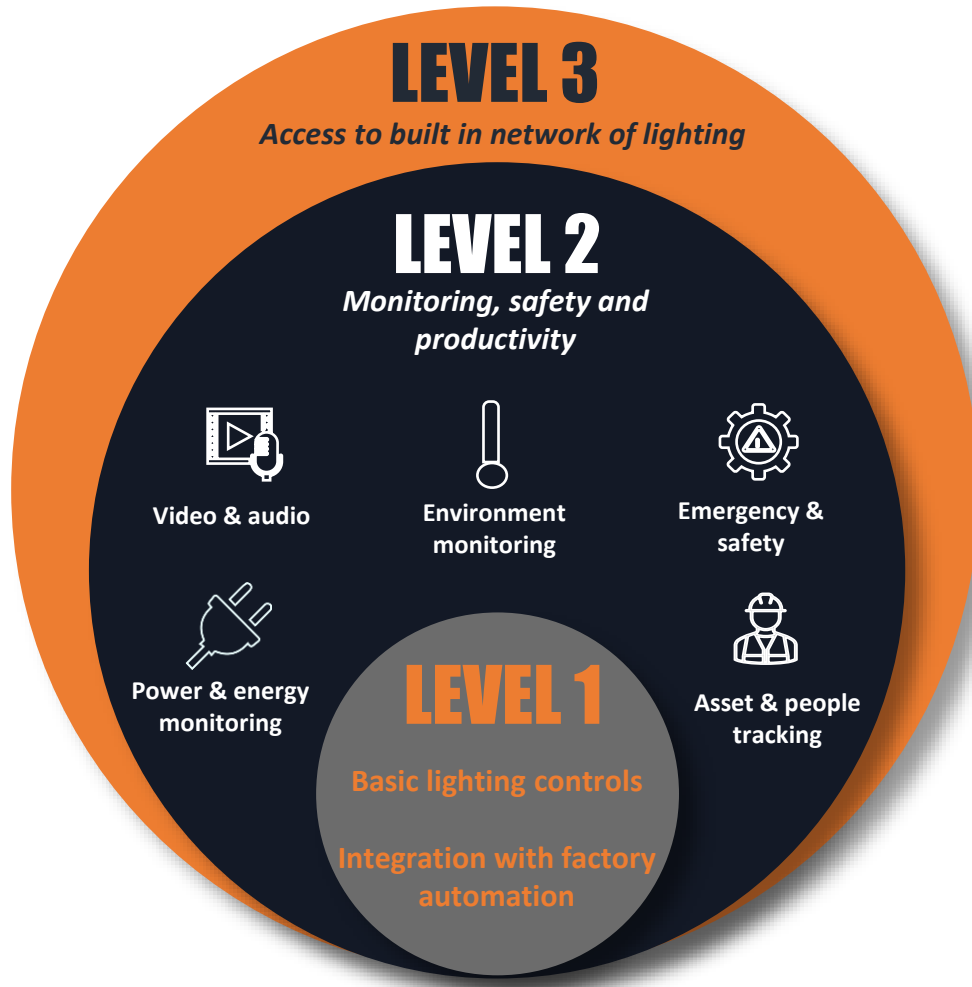 LEVEL 3
Access to built in network of lighting
LEVEL 2
Monitoring, safety and
productivity
Video & audio
Environment
monitoring
Emergency &
safety
Power & energy
monitoring
Asset & people
tracking
LEVEL 1
Basic lighting controls
Integration with factory
automation